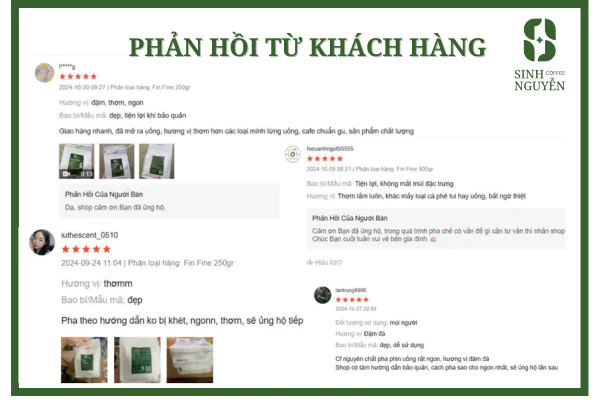 PHẢN HỒI TỪ KHÁCH HÀNG
COFFEE
SINH
NGUYỄN
l*****g
2024-10-30 09:27 | Phân loại hàng: Fin Fine 250gr
Hương vị: đậm, thơm, ngon
Bao bì/Mẫu mã: đẹp, tiện lợi khi bảo quản
Giao hàng nhanh, đã mở ra uống, hương vị thơm hơn các loại mình từng uống, cafe chuẩn gu, sản phẩm chất lượng
0:13
Phản Hồi Của Người Bán
Dạ, shop cảm ơn Bạn đã ủng hộ.
hieuanhngot55555
2024-10-05 08:21 | Phân loại hàng: Fin Fine 500gr
Bao bì/Mẫu mã: Tiện lợi, không mất mùi đặc trưng
Hương vị: Thơm lắm luôn, khác mấy loại cà phê tui hay uống, bất ngờ thiệt
Phản Hồi Của Người Bán
Cảm ơn Bạn đã ủng hộ, trong quá trình pha chế có vấn đề gì cần tư vấn thì nhắn shop
Chúc Bạn cuối tuần vui vẻ bên gia đình
Hữu Ích?
iuthescent_0510
2024-09-24 11:04 | Phân loại hàng: Fin Fine 250gr
Hương vị: thơmm
Bao bì/Mẫu mã: đẹp
Pha theo hướng dẫn ko bị khét, ngonn, thơm, sẽ ủng hộ tiếp
tantrung9898
2024-10-27 22:00
Đối tượng sử dụng: mọi người
Hương vị: Đậm đà
Bao bì/Mẫu mã: đẹp, dễ sử dụng
Cf nguyên chất pha phin uống rất ngon, hương vị đậm đà
Shop có tám hướng dẫn bảo quản, cách pha sao cho ngon nhất, sẽ ủng hộ lần sau